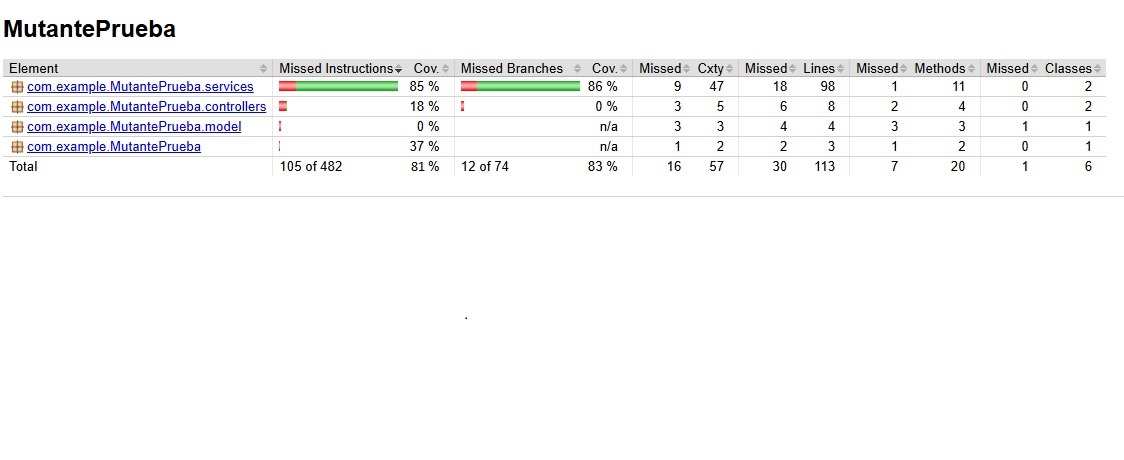 MutantePrueba
Element Missed Instructions Cov. Missed Branches Cov. Missed Cxty Missed Lines Missed Methods Missed Classes
com.example.MutantePrueba.services 85 % 86 % 9 47 18 98 1 11 0 2
com.example.MutantePrueba.controllers 18 % 0 % 3 5 6 8 2 4 0 2
com.example.MutantePrueba.model 0 % n/a 3 3 4 4 3 3 1 1
com.example.MutantePrueba 37 % n/a 1 2 2 3 1 2 0 1
Total 105 of 482 81 % 12 of 74 83 % 16 57 30 113 7 20 1 6